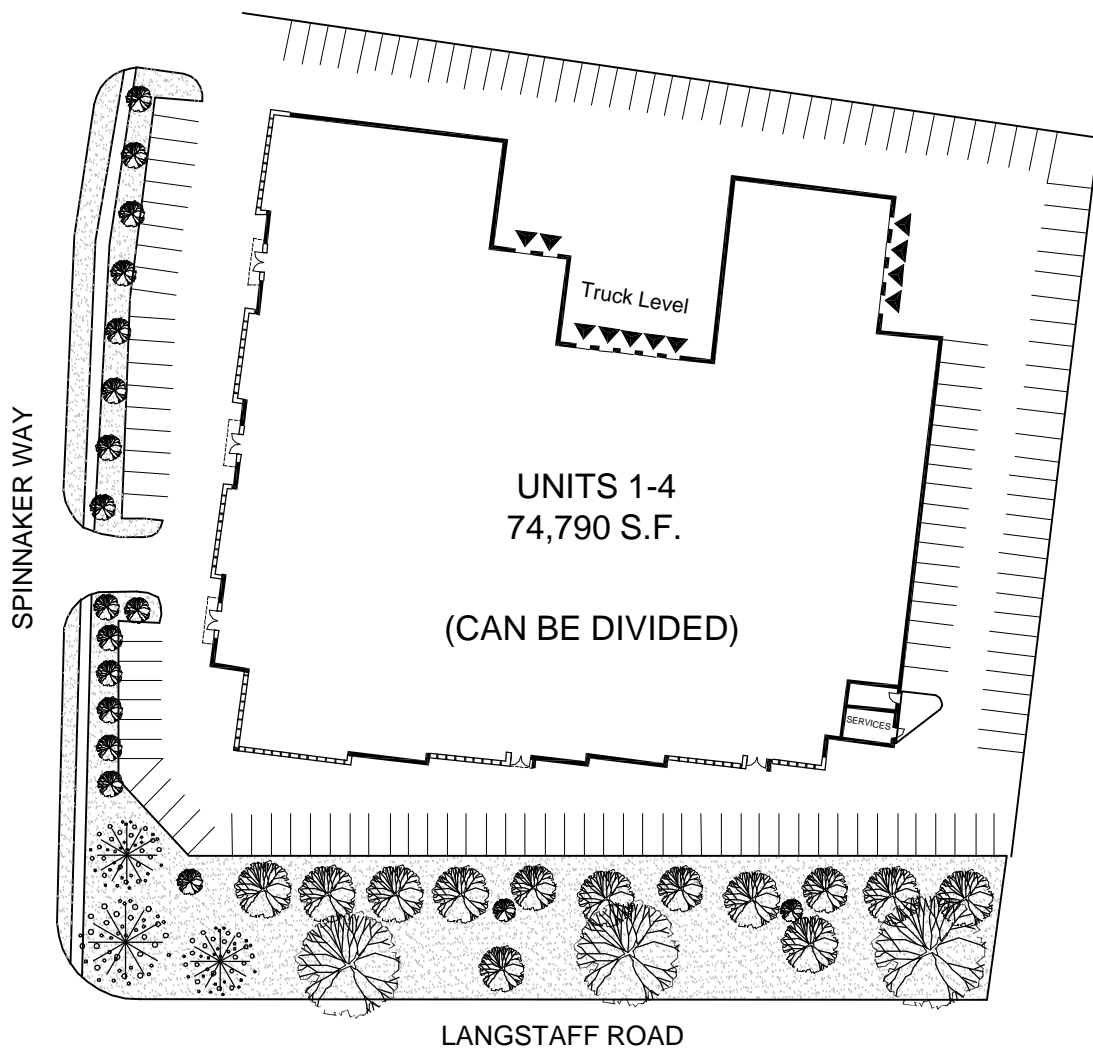 Truck Level
SPINNAKER WAY
UNITS 1-4
74,790 S.F.
(CAN BE DIVIDED)
SERVICES
LANGSTAFF ROAD